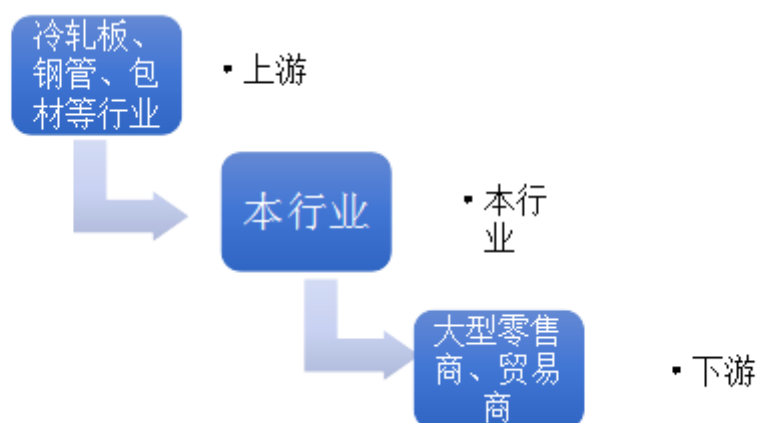 冷轧板、
钢管、包
材等行业
▪ 上游
本行业
▪ 本行
业
大型零售
商、贸易
商
▪ 下游